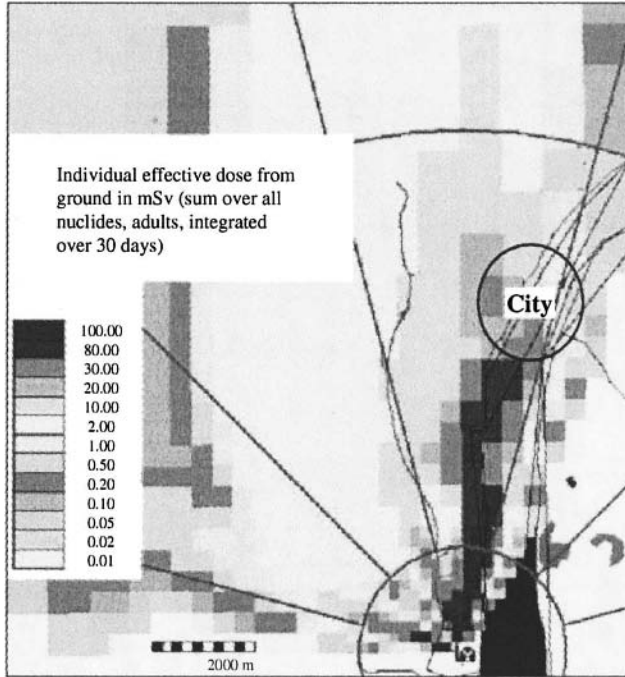 Individual effective dose from
ground in mSv (sum over all
nuclides, adults, integrated
over 30 days)
City
100.00
80.00
30.00
20.00
10.00
2.00
1.00
0.50
0.20
0.10
0.05
0.02
0.01
2000 m